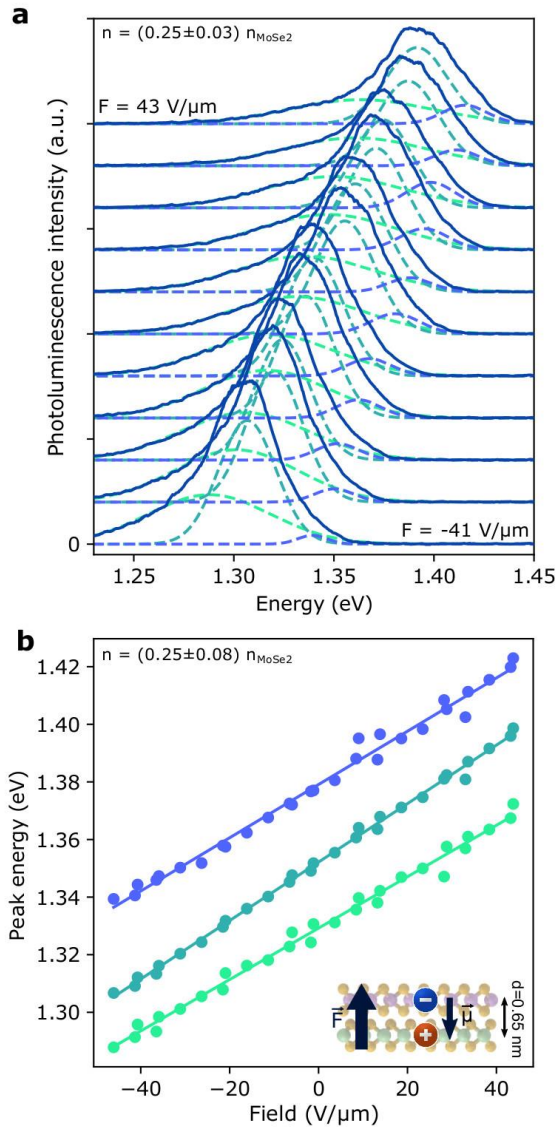 a
n = (0.25±0.03) nMoSe2
F = 43 V/μm
Photoluminescence intensity (a.u.)
0
F = -41 V/μm
1.25 1.30 1.35 1.40 1.45
Energy (eV)
b
n = (0.25±0.08) nMoSe2
1.42
1.40
1.38
1.36
1.34
1.32
1.30
Peak energy (eV)
F
−
μ
+
d=0.65 nm
−40 −20 0 20 40
Field (V/μm)